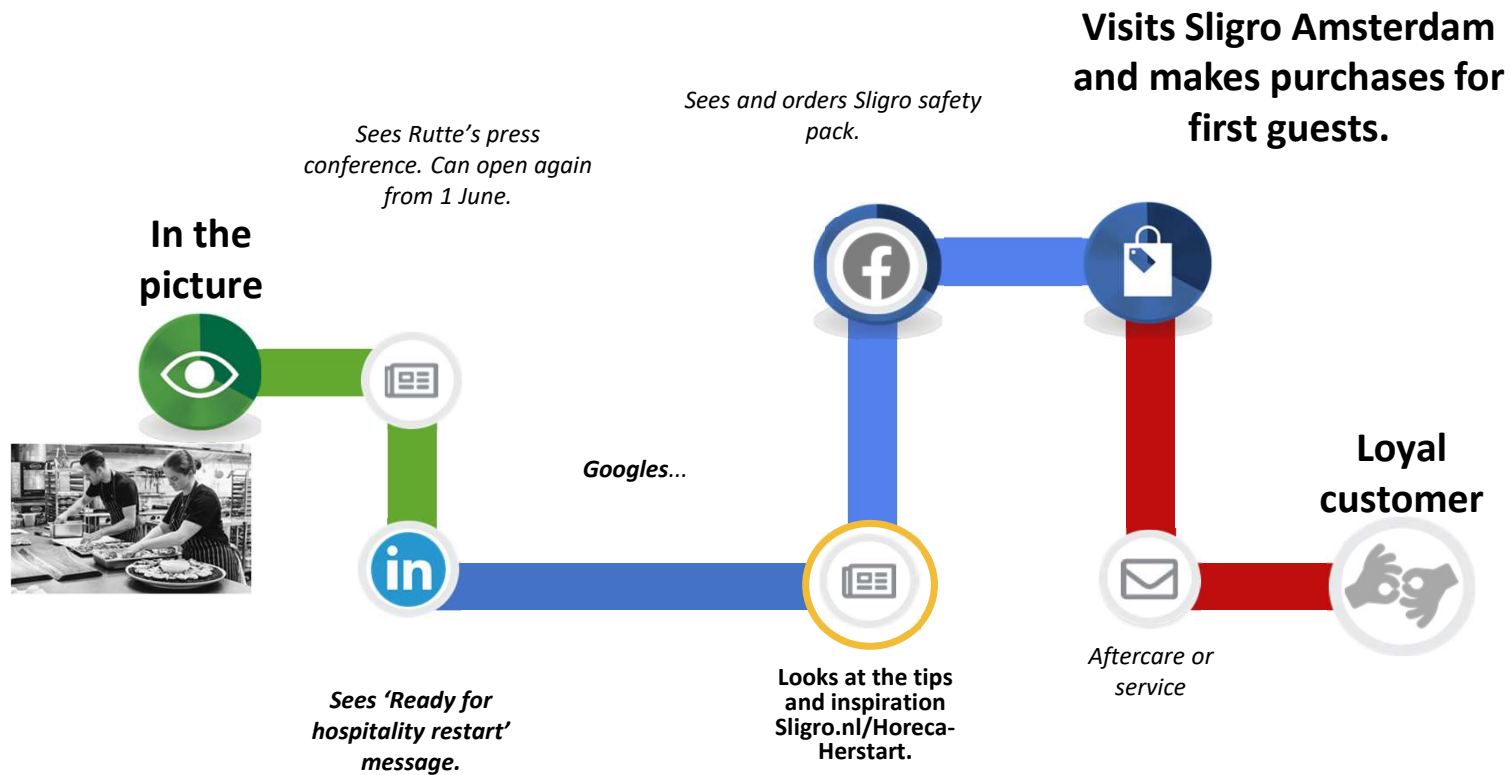 Visits Sligro Amsterdam
and makes purchases for
first guests.
Sees and orders Sligro safety
pack.
Sees Rutte’s press
conference. Can open again
from 1 June.
In the
picture
Googles...
Loyal
customer
in
Looks at the tips
and inspiration
Sligro.nl/Horeca-
Herstart.
Aftercare or
service
Sees ‘Ready for
hospitality restart’
message.